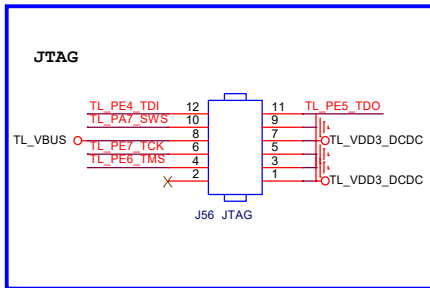 JTAG
TL_PE4_TDI 12 11 TL_PE5_TDO
TL_PA7_SWS 10 9
TL_VBUS 8 7 TL_VDD3_DCDC
TL_PE7_TCK 6 5
TL_PE6_TMS 4 3
2 1 TL_VDD3_DCDC
J56 JTAG